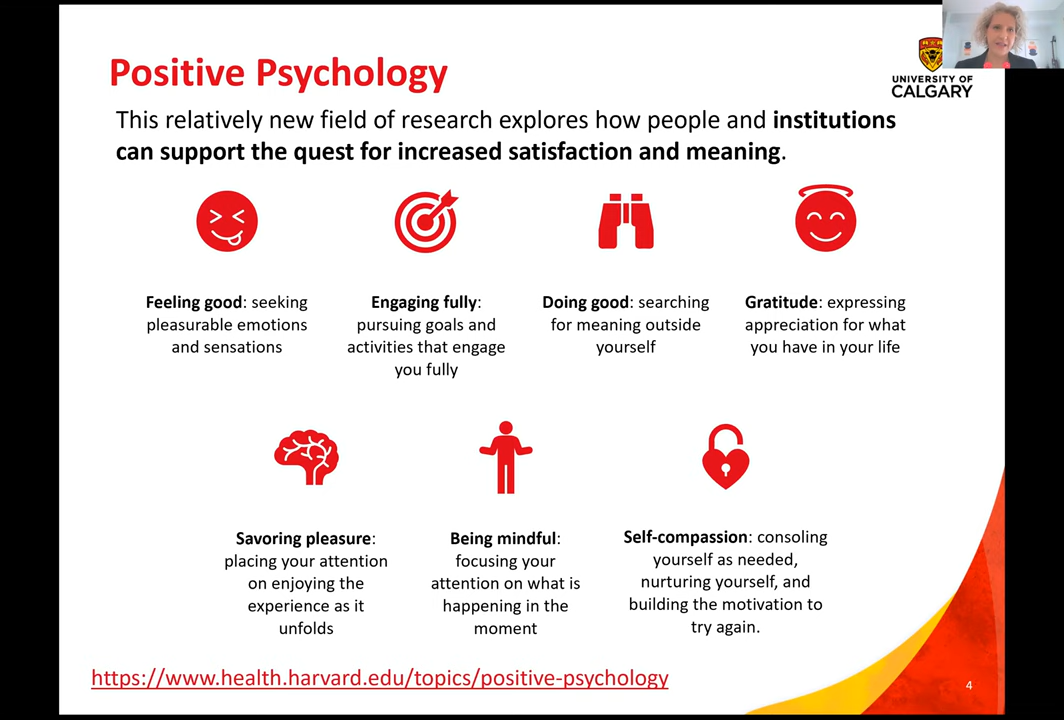 Positive Psychology
UNIVERSITY OF
CALGARY
This relatively new field of research explores how people and institutions
can support the quest for increased satisfaction and meaning.
Feeling good: seeking
pleasurable emotions
and sensations
Engaging fully:
pursuing goals and
activities that engage
you fully
Doing good: searching
for meaning outside
yourself
Gratitude: expressing
appreciation for what
you have in your life
Savoring pleasure:
placing your attention
on enjoying the
experience as it
unfolds
Being mindful:
focusing your
attention on what is
happening in the
moment
Self-compassion: consoling
yourself as needed,
nurturing yourself, and
building the motivation to
try again.
https://www.health.harvard.edu/topics/positive-psychology
4